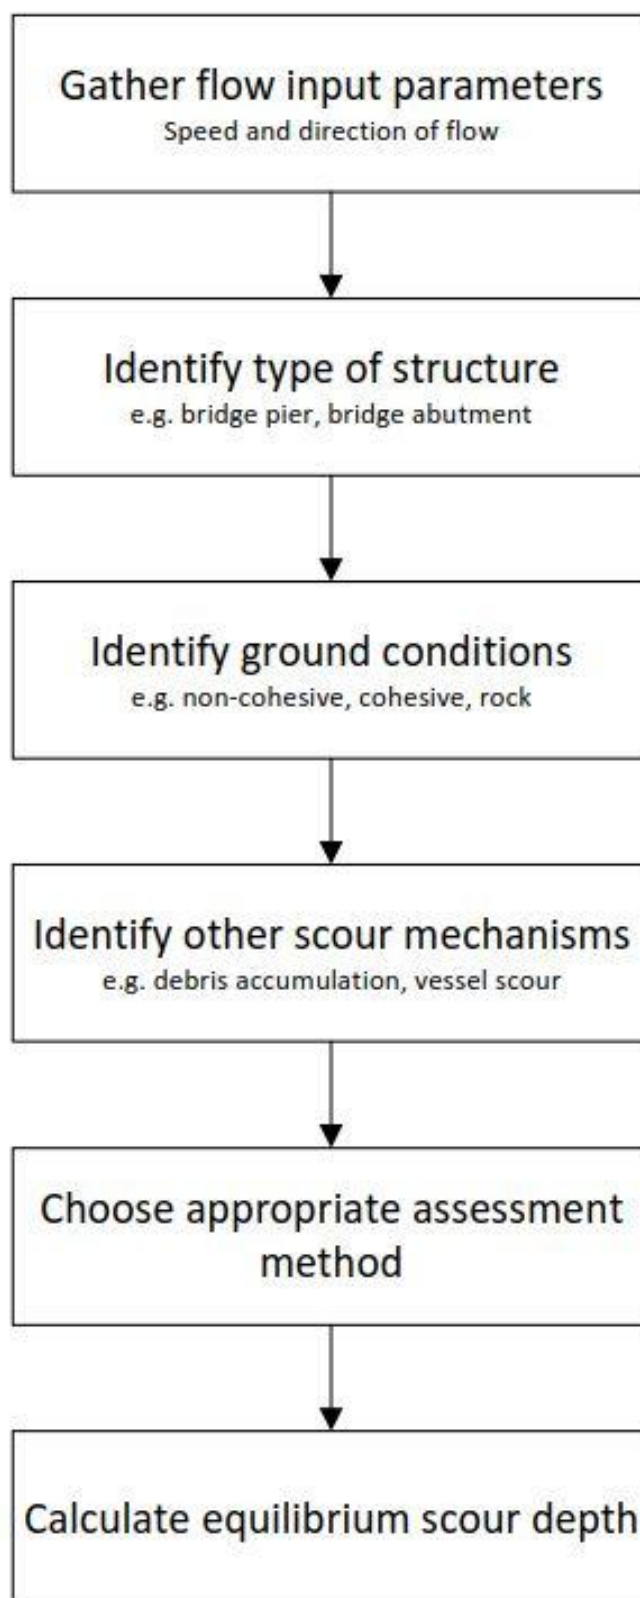 Gather flow input parameters
Speed and direction of flow
Identify type of structure
e.g. bridge pier, bridge abutment
Identify ground conditions
e.g. non-cohesive, cohesive, rock
Identify other scour mechanisms
e.g. debris accumulation, vessel scour
Choose appropriate assessment
method
Calculate equilibrium scour depth